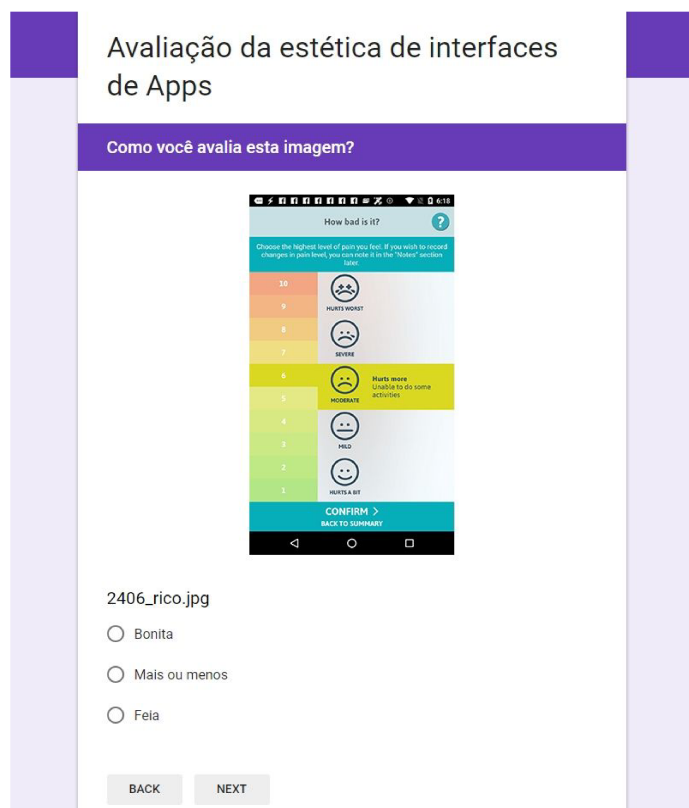 Avaliação da estética de interfaces
de Apps
Como você avalia esta imagem?
6:18
How bad is it?
?
Choose the highest level of pain you feel. If you wish to record
changes in pain level, you can note it in the "Notes" section
later.
10
9
HURTS WORST
8
7
SEVERE
6
Hurts more
Unable to do some
activities
5
MODERATE
4
3
MILD
2
1
HURTS A BIT
CONFIRM >
BACK TO SUMMARY
2406_rico.jpg
Bonita
Mais ou menos
Feia
BACK
NEXT